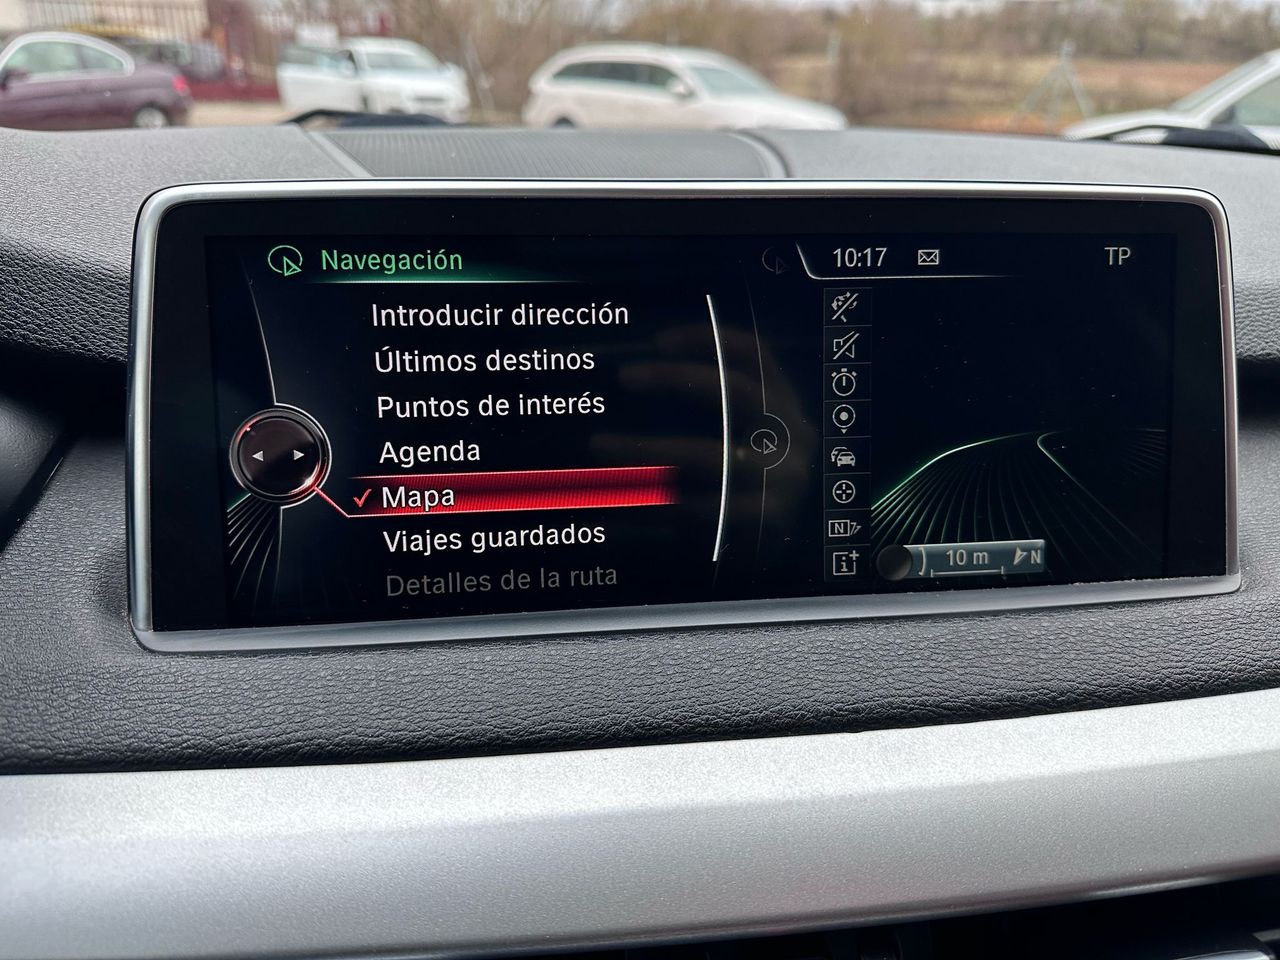 Navegación
10:17
TP
Introducir dirección
Últimos destinos
Puntos de interés
Agenda
Mapa
Viajes guardados
Detalles de la ruta
N
i
10 m
N